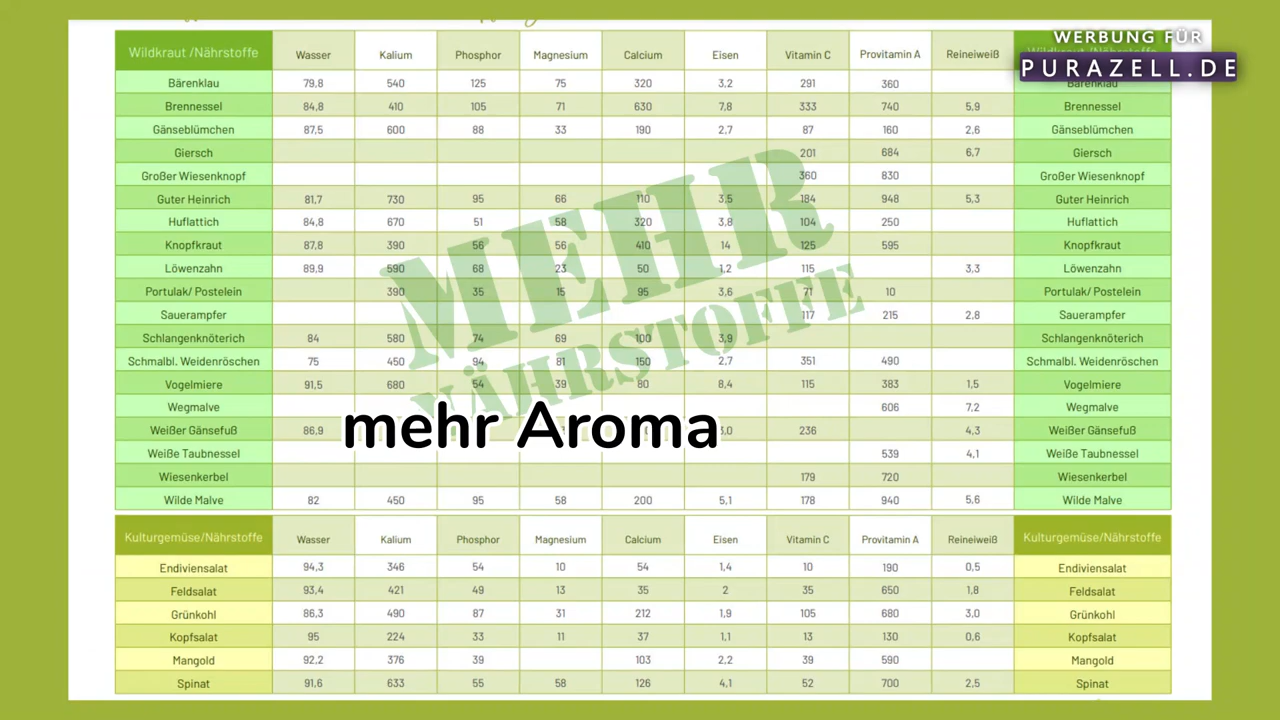 WERBUNG FÜR
PURAZELL.DE
Wildkraut /Nährstoffe Wasser Kalium Phosphor Magnesium Calcium Eisen Vitamin C Provitamin A Reineiweiß
Bärenklau 79,8 540 125 75 320 3,2 291 360 Bärenklau
Brennessel 84,8 410 105 71 630 7,8 333 740 5,9 Brennessel
Gänseblümchen 87,5 600 88 33 190 2,7 87 160 2,6 Gänseblümchen
Giersch 201 684 6,7 Giersch
Großer Wiesenknopf 360 830 Großer Wiesenknopf
Guter Heinrich 81,7 730 95 66 110 3,5 184 948 5,3 Guter Heinrich
Huflattich 84,8 670 51 58 320 3,8 104 250 Huflattich
Knopfkraut 87,8 390 56 56 410 14 125 595 Knopfkraut
Löwenzahn 89,9 590 68 23 50 1,2 115 3,3 Löwenzahn
Portulak/ Postelein 390 35 15 95 3,6 71 10 Portulak/ Postelein
Sauerampfer 117 215 2,8 Sauerampfer
Schlangenknöterich 84 580 74 69 100 3,9 Schlangenknöterich
Schmalbl. Weidenröschen 75 450 94 81 150 2,7 351 490 Schmalbl. Weidenröschen
Vogelmiere 91,5 680 54 39 80 8,4 115 383 1,5 Vogelmiere
Wegmalve 606 7,2 Wegmalve
Weißer Gänsefuß 86,9 236 4,3 Weißer Gänsefuß
Weiße Taubnessel 539 4,1 Weiße Taubnessel
Wiesenkerbel 179 720 Wiesenkerbel
Wilde Malve 82 450 95 58 200 5,1 178 940 5,6 Wilde Malve
MEHR
NÄHRSTOFFE
mehr Aroma
Kulturgemüse/Nährstoffe Wasser Kalium Phosphor Magnesium Calcium Eisen Vitamin C Provitamin A Reineiweiß Kulturgemüse/Nährstoffe
Endiviensalat 94,3 346 54 10 54 1,4 10 190 0,5 Endiviensalat
Feldsalat 93,4 421 49 13 35 2 35 650 1,8 Feldsalat
Grünkohl 86,3 490 87 31 212 1,9 105 680 3,0 Grünkohl
Kopfsalat 95 224 33 11 37 1,1 13 130 0,6 Kopfsalat
Mangold 92,2 376 39 103 2,2 39 590 Mangold
Spinat 91,6 633 55 58 126 4,1 52 700 2,5 Spinat